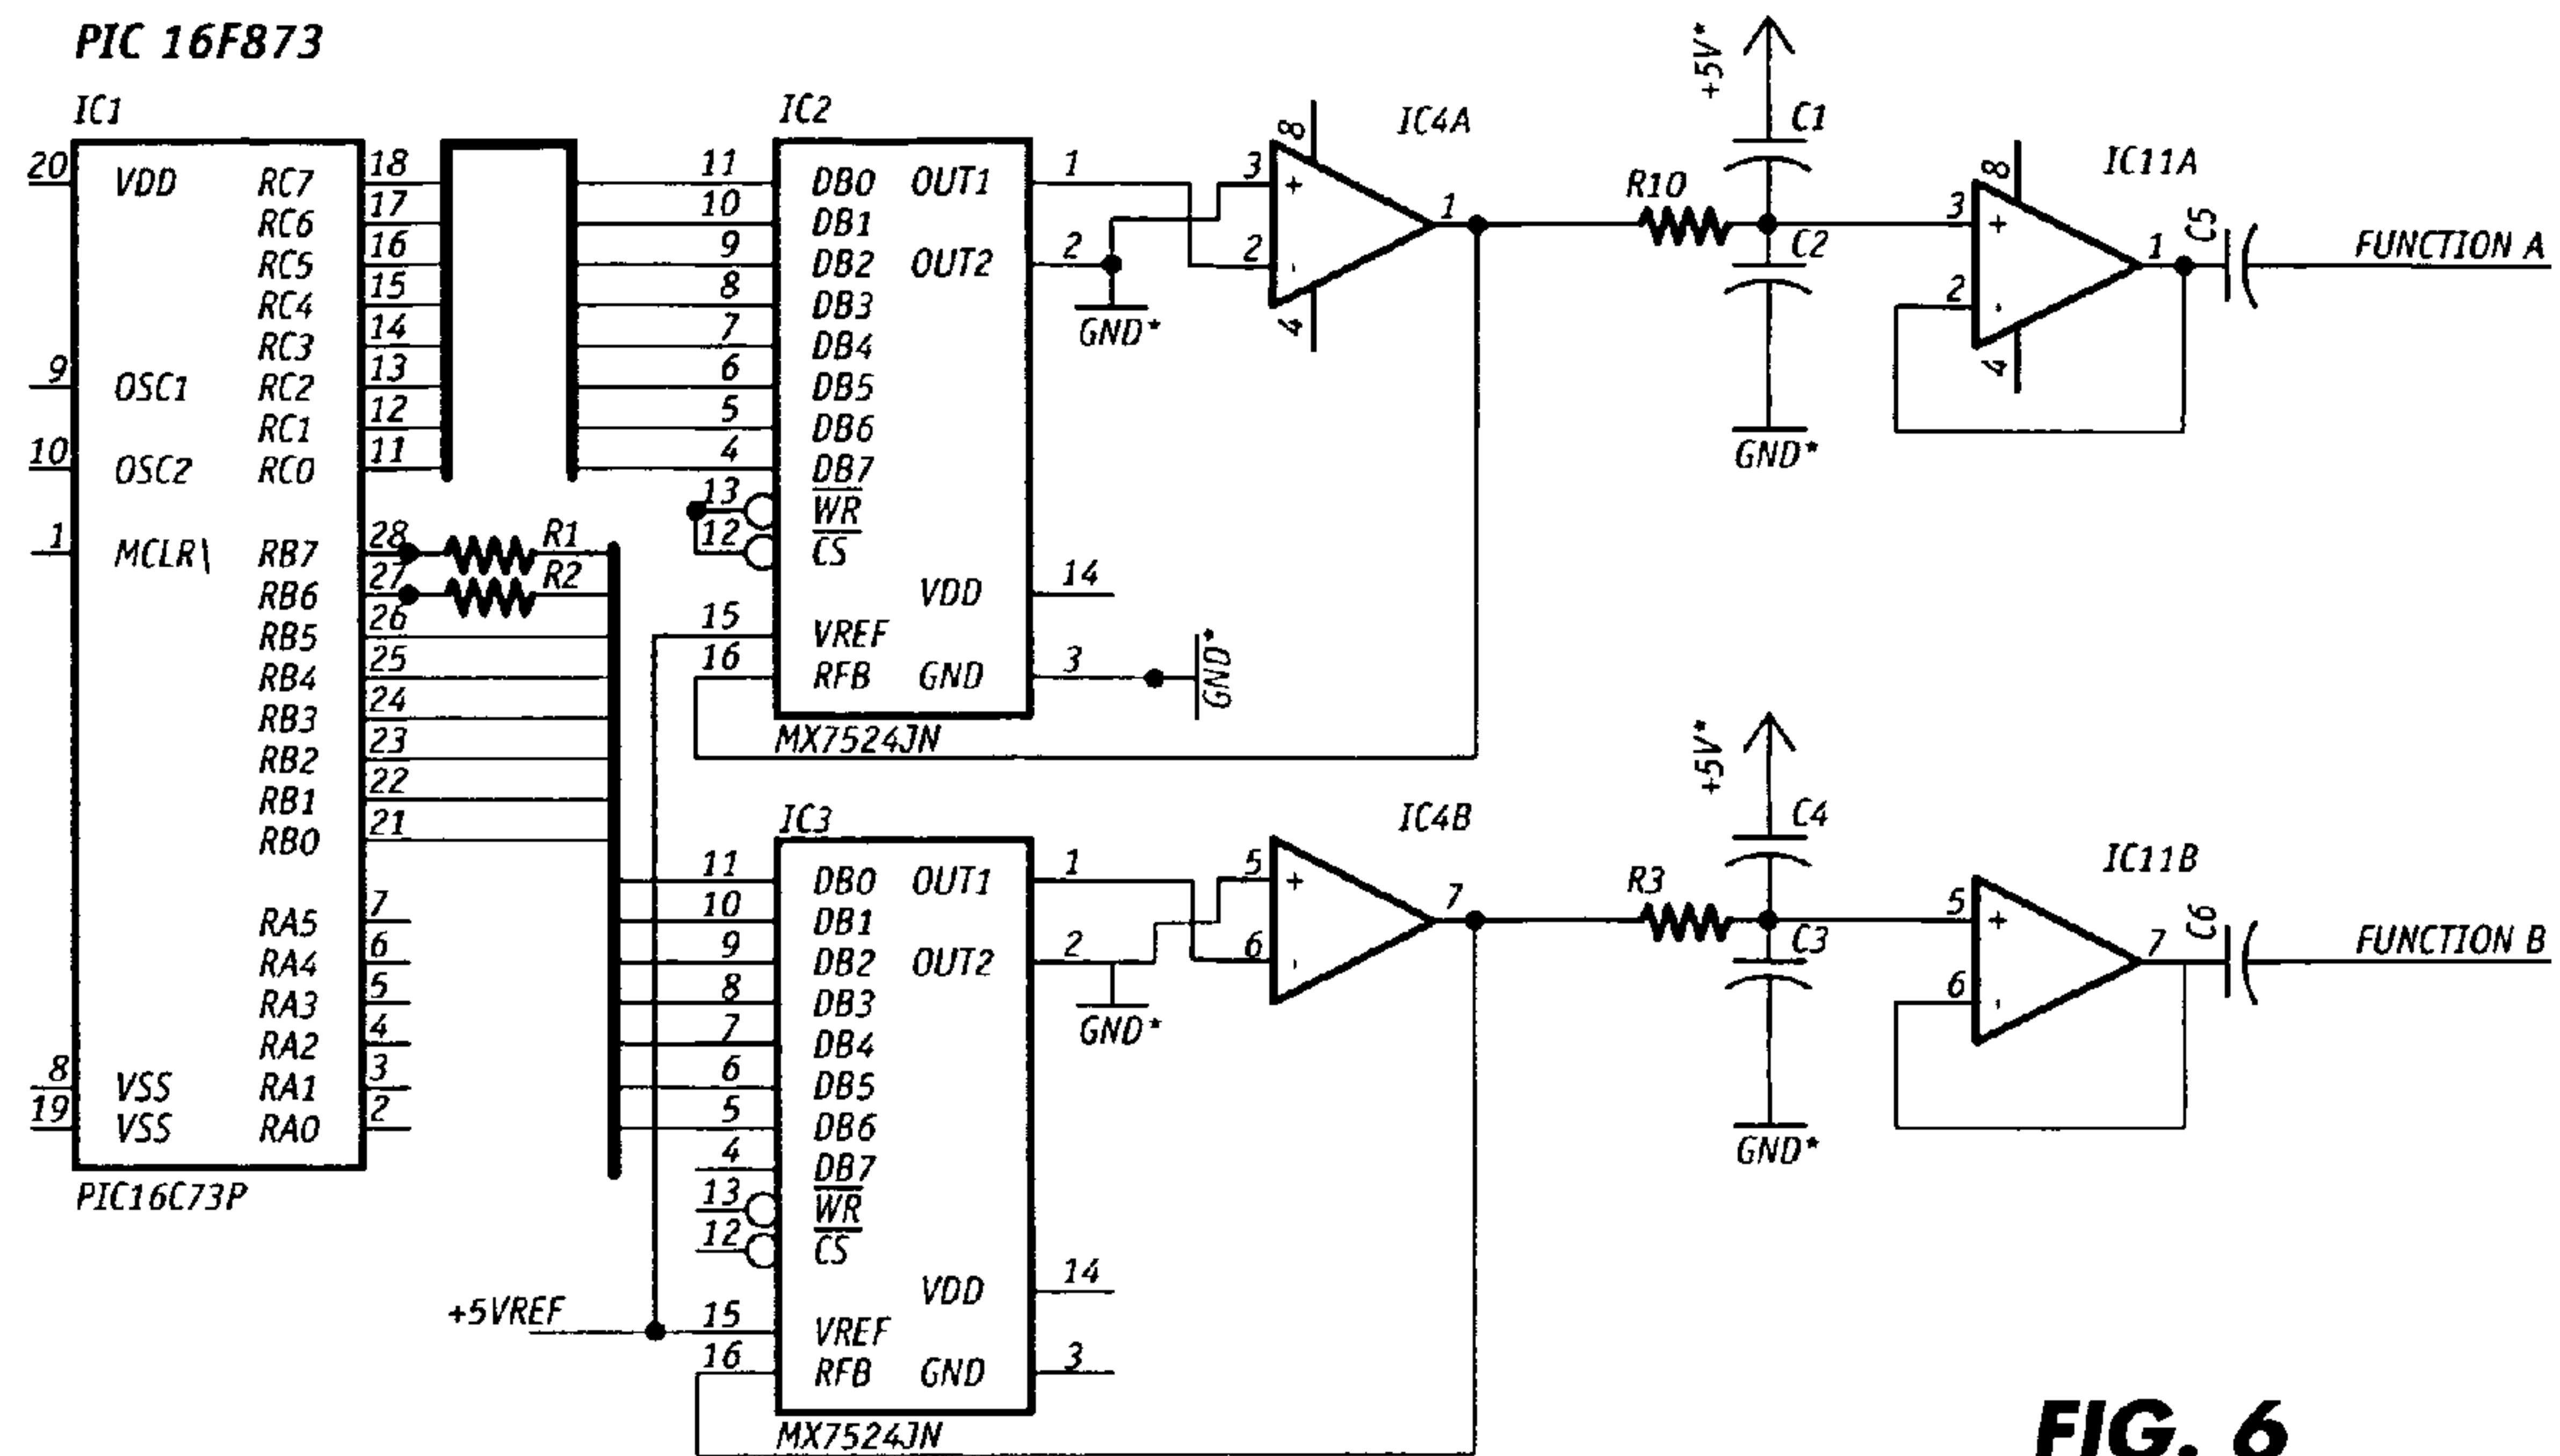 PIC 16F873
IC1
20 VDD
9 OSC1
10 OSC2
1 MCLR\
8 VSS
19 VSS
RC7 18
RC6 17
RC5 16
RC4 15
RC3 14
RC2 13
RC1 12
RC0 11
RB7 28 R1
RB6 27 R2
RB5 26
RB4 25
RB3 24
RB2 23
RB1 22
RB0 21
RA5 7
RA4 6
RA3 5
RA2 4
RA1 3
RA0 2
PIC16C73P
IC2
11 DB0 OUT1 1
10 DB1
9 DB2 OUT2 2
8 DB3
7 DB4
6 DB5
5 DB6
4 DB7
13 WR
12 CS
VDD 14
15 VREF
16 RFB GND 3
MX7524JN
GND*
GND*
IC4A
3 +
2 -
8
4
1
R10
+5V*
C1
C2
GND*
IC11A
3 +
2 -
8
4
1
C5
FUNCTION A
IC3
11 DB0 OUT1 1
10 DB1
9 DB2 OUT2 2
8 DB3
7 DB4
6 DB5
5 DB6
4 DB7
13 WR
12 CS
VDD 14
+5VREF
15 VREF
16 RFB GND 3
MX7524JN
GND*
IC4B
5 +
6 -
7
R3
+5V*
C4
C3
GND*
IC11B
5 +
6 -
7
C6
FUNCTION B
FIG. 6